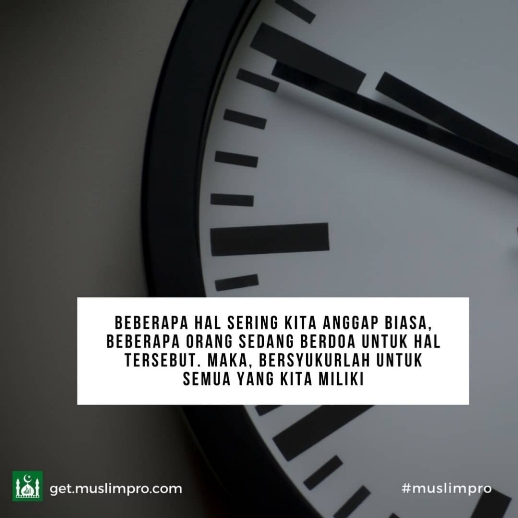 BEBERAPA HAL SERING KITA ANGGAP BIASA,
BEBERAPA ORANG SEDANG BERDOA UNTUK HAL
TERSEBUT. MAKA, BERSYUKURLAH UNTUK
SEMUA YANG KITA MILIKI
get.muslimpro.com
#muslimpro